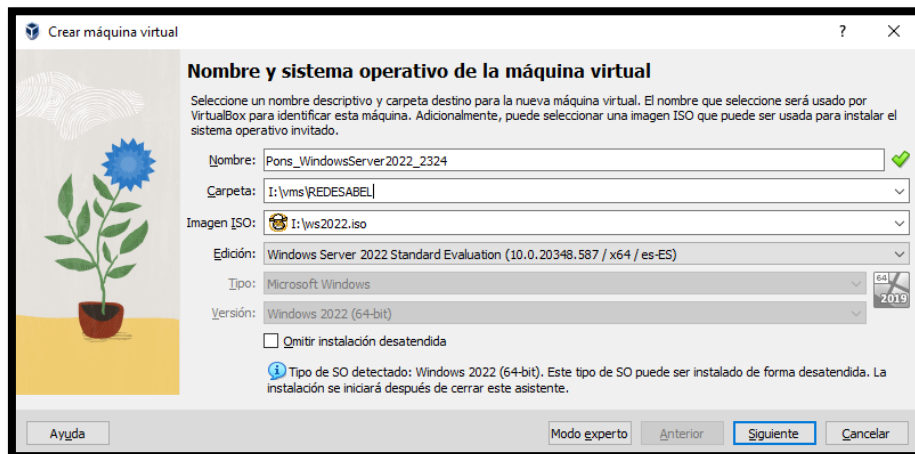 Crear máquina virtual
?
Nombre y sistema operativo de la máquina virtual
Seleccione un nombre descriptivo y carpeta destino para la nueva máquina virtual. El nombre que seleccione será usado por
VirtualBox para identificar esta máquina. Adicionalmente, puede seleccionar una imagen ISO que puede ser usada para instalar el
sistema operativo invitado.
Nombre: Pons_WindowsServer2022_2324
Carpeta: I:\vms\REDESABEL
Imagen ISO: I:\ws2022.iso
Edición: Windows Server 2022 Standard Evaluation (10.0.20348.587 / x64 / es-ES)
Tipo: Microsoft Windows
64
2019
Versión: Windows 2022 (64-bit)
Omitir instalación desatendida
Tipo de SO detectado: Windows 2022 (64-bit). Este tipo de SO puede ser instalado de forma desatendida. La
instalación se iniciará después de cerrar este asistente.
Ayuda Modo experto Anterior Siguiente Cancelar